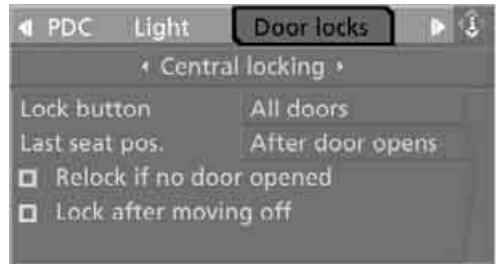 PDC Light Door locks
Central locking
Lock button All doors
Last seat pos. After door opens
Relock if no door opened
Lock after moving off